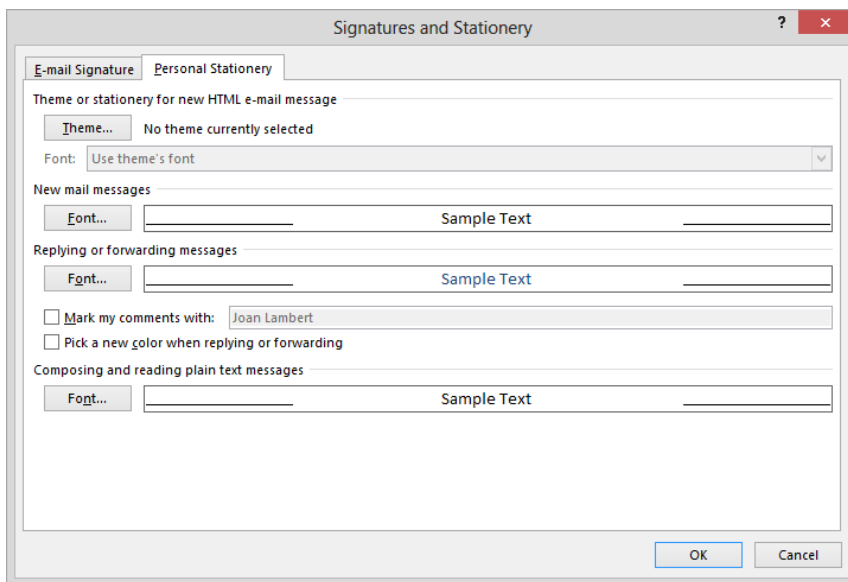 Signatures and Stationery ?
E-mail Signature Personal Stationery
Theme or stationery for new HTML e-mail message
Theme... No theme currently selected
Font: Use theme's font
New mail messages
Font... Sample Text
Replying or forwarding messages
Font... Sample Text
Mark my comments with: Joan Lambert
Pick a new color when replying or forwarding
Composing and reading plain text messages
Font... Sample Text
OK Cancel